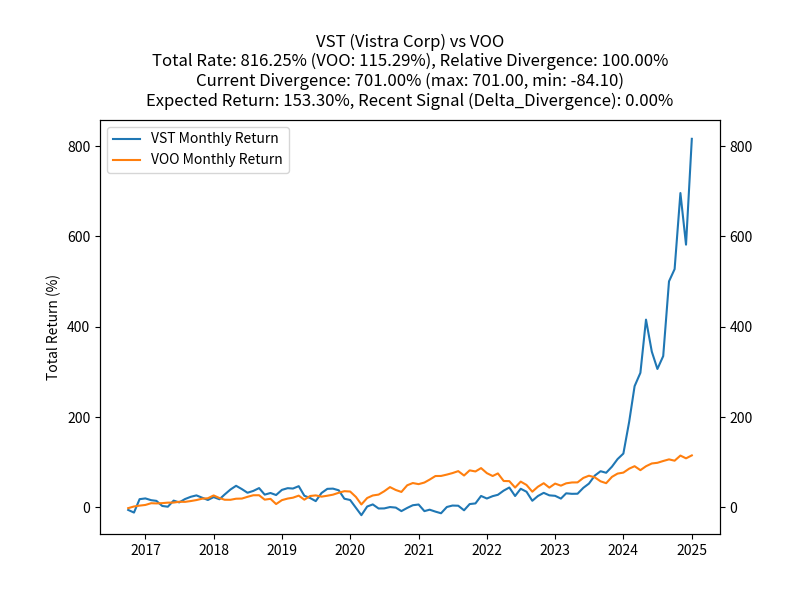 VST (Vistra Corp) vs VOO
Total Rate: 816.25% (VOO: 115.29%), Relative Divergence: 100.00%
Current Divergence: 701.00% (max: 701.00, min: -84.10)
Expected Return: 153.30%, Recent Signal (Delta_Divergence): 0.00%
VST Monthly Return
VOO Monthly Return
Total Return (%)
800
600
400
200
0
800
600
400
200
0
2017 2018 2019 2020 2021 2022 2023 2024 2025